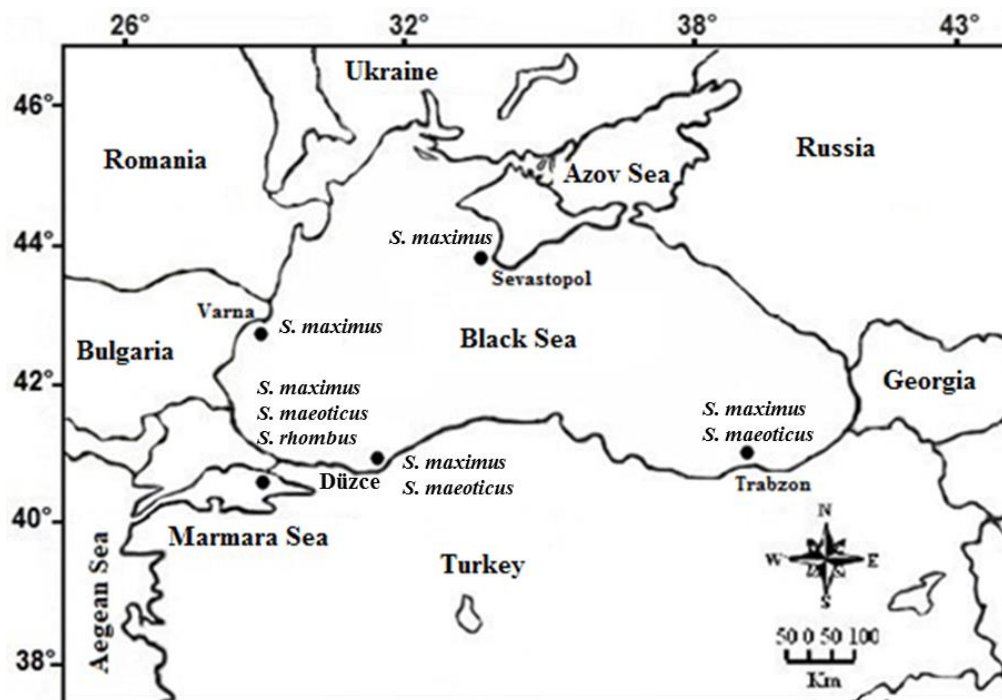 26°
32°
38°
43°
46°
44°
42°
40°
38°
Ukraine
Romania
Russia
Azov Sea
S. maximus
Sevastopol
Varna
S. maximus
Black Sea
Bulgaria
Georgia
S. maximus
S. maeoticus
S. rhombus
S. maximus
S. maeoticus
Düzce
S. maximus
S. maeoticus
Trabzon
Marmara Sea
Aegean Sea
Turkey
N
W
E
S
50 0 50 100
Km